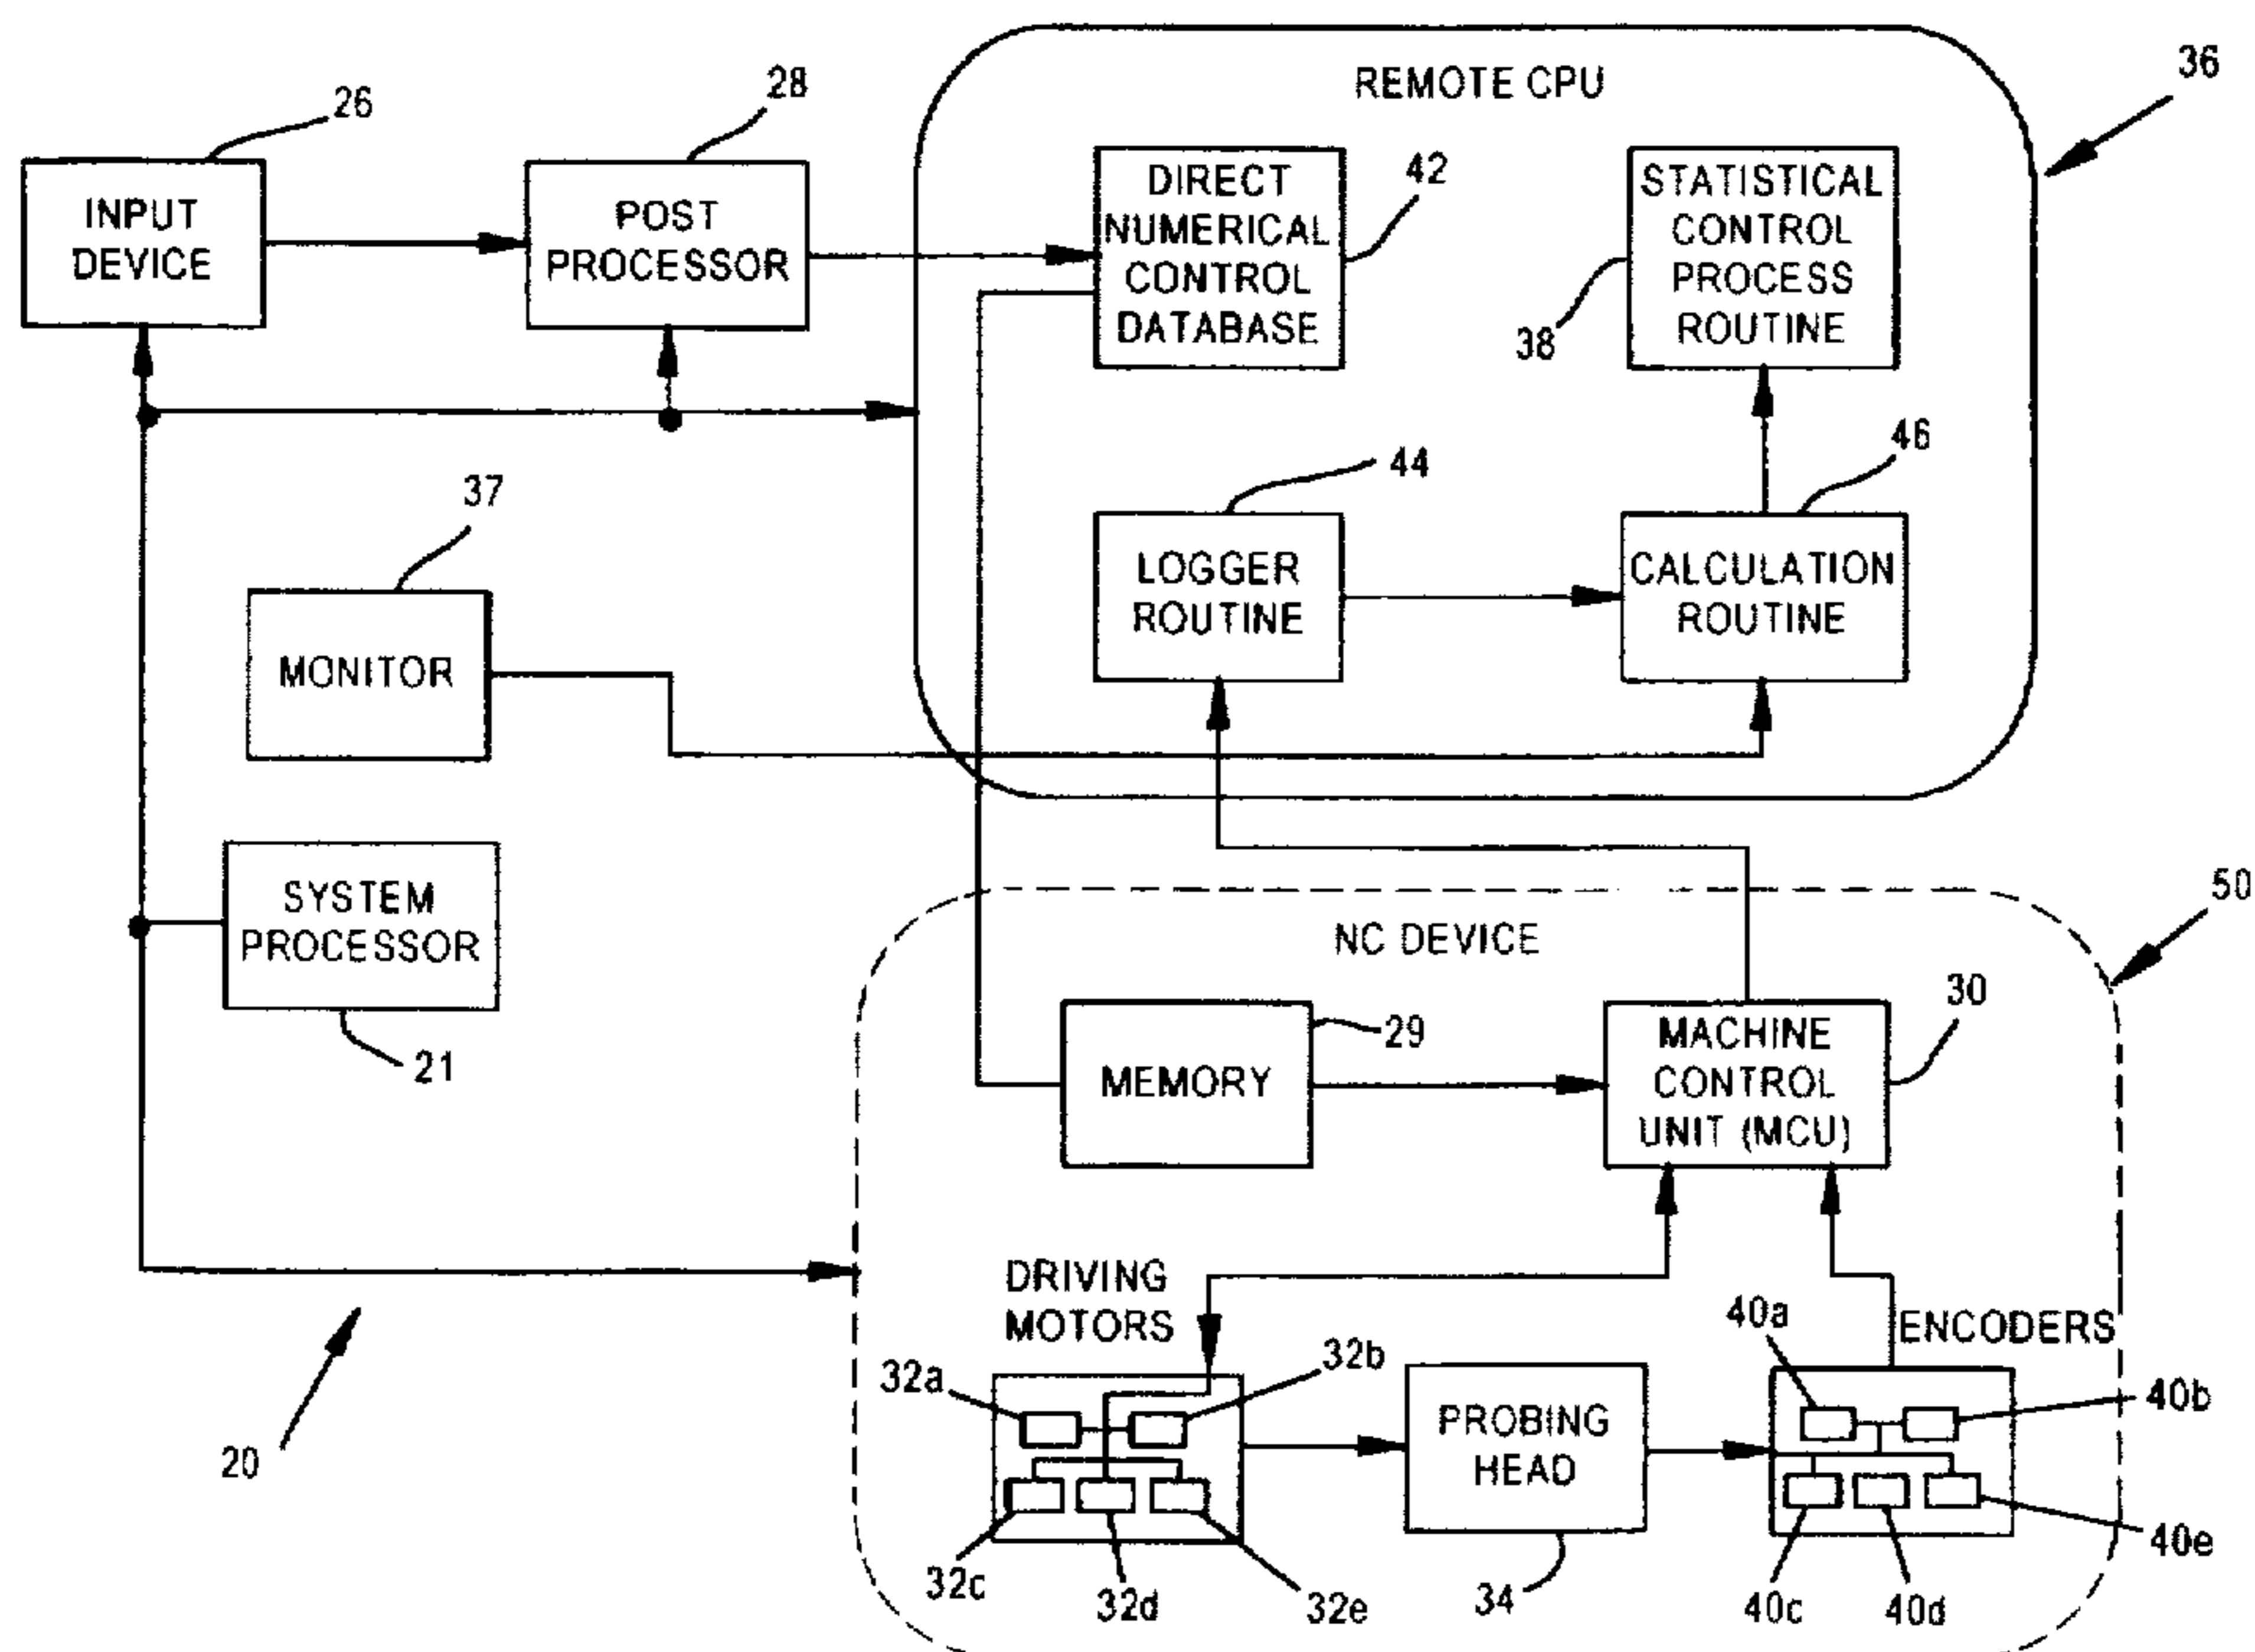 REMOTE CPU
36
26
28
INPUT
DEVICE
POST
PROCESSOR
DIRECT
NUMERICAL
CONTROL
DATABASE
42
STATISTICAL
CONTROL
PROCESS
ROUTINE
38
37
44
46
MONITOR
LOGGER
ROUTINE
CALCULATION
ROUTINE
SYSTEM
PROCESSOR
21
50
NC DEVICE
MEMORY
29
MACHINE
CONTROL
UNIT (MCU)
30
20
DRIVING
MOTORS
32a
32b
32c
32d
32e
PROBING
HEAD
34
ENCODERS
40a
40b
40c
40d
40e